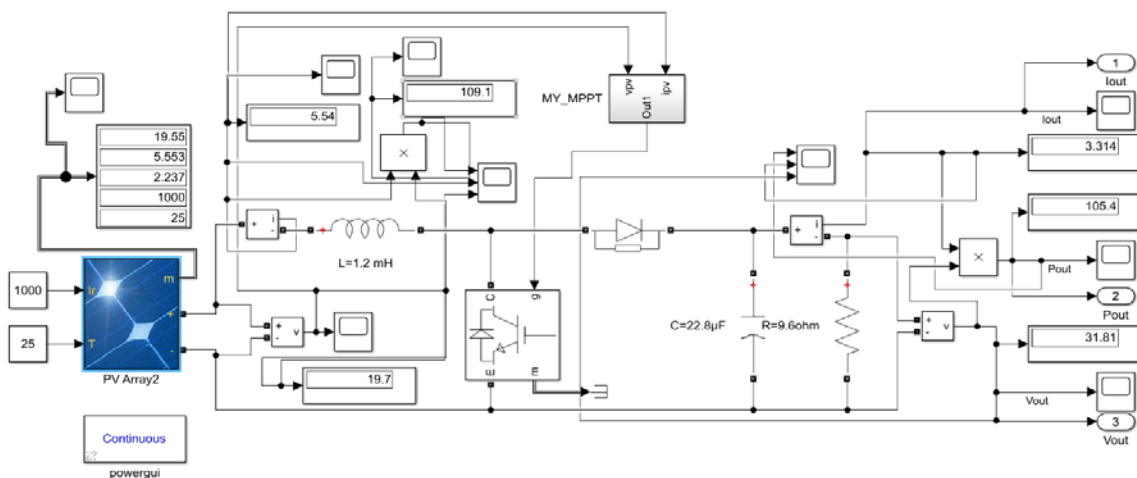 1
Iout
MY_MPPT
vpv
ipv
Out1
109.1
5.54
Iout
19.55
5.553
2.237
1000
25
×
3.314
105.4
i
+
-
L=1.2 mH
i
+
-
×
Pout
2
Pout
1000
Ir
m
+
25
T
-
PV Array2
+
-
v
C
g
E
m
C=22.8µF
R=9.6ohm
+
-
v
31.81
19.7
Vout
3
Vout
Continuous
powergui